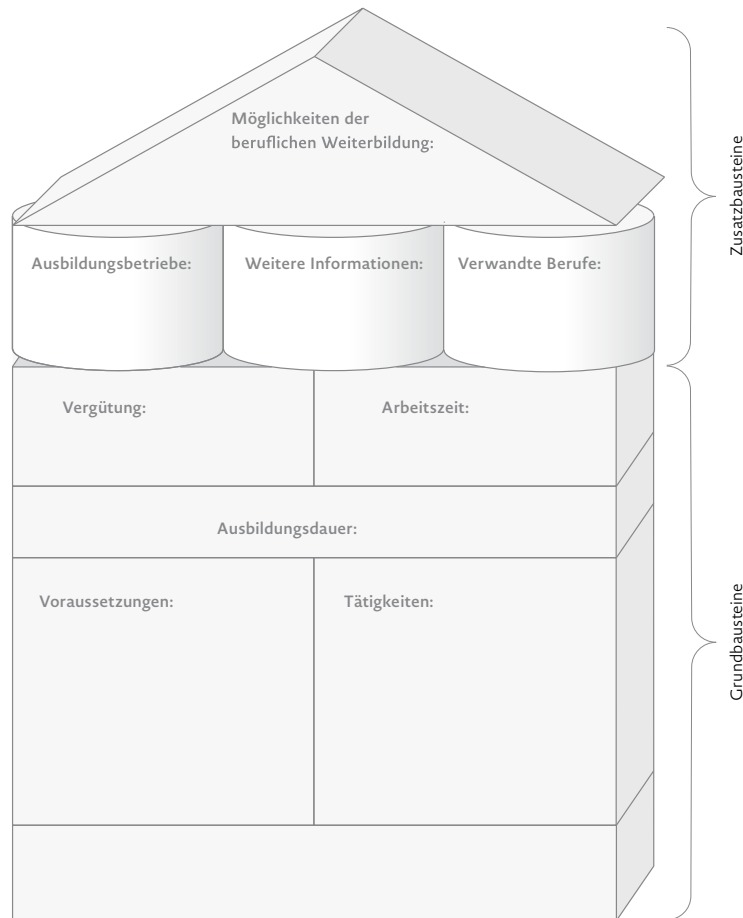 Möglichkeiten der
beruflichen Weiterbildung:
Zusatzbausteine
Ausbildungsbetriebe:
Weitere Informationen:
Verwandte Berufe:
Vergütung:
Arbeitszeit:
Ausbildungsdauer:
Voraussetzungen:
Tätigkeiten:
Grundbausteine